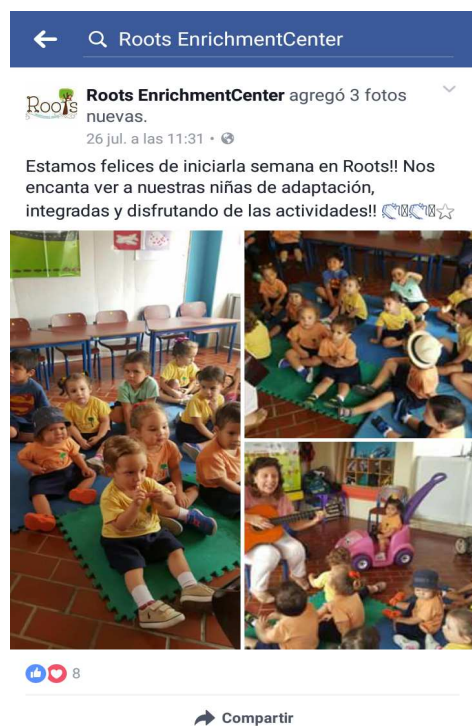 Roots EnrichmentCenter
Roots
Roots EnrichmentCenter agregó 3 fotos
nuevas.
26 jul. a las 11:31 •
Estamos felices de iniciarla semana en Roots!! Nos
encanta ver a nuestras niñas de adaptación,
integradas y disfrutando de las actividades!!
8
Compartir